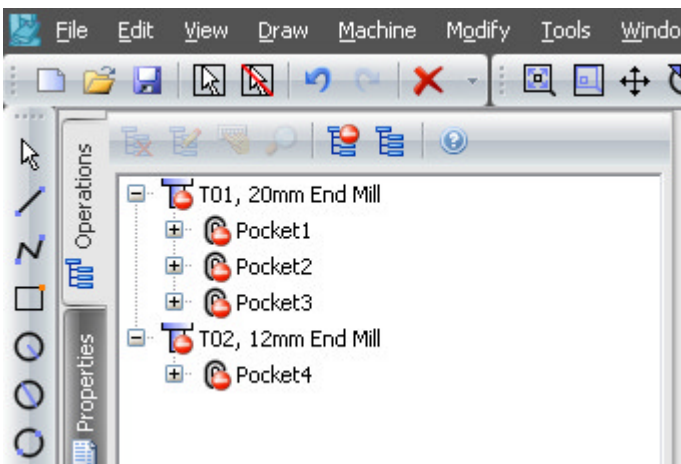 File Edit View Draw Machine Modify Tools Windo
Operations
Properties
T01, 20mm End Mill
Pocket1
Pocket2
Pocket3
T02, 12mm End Mill
Pocket4